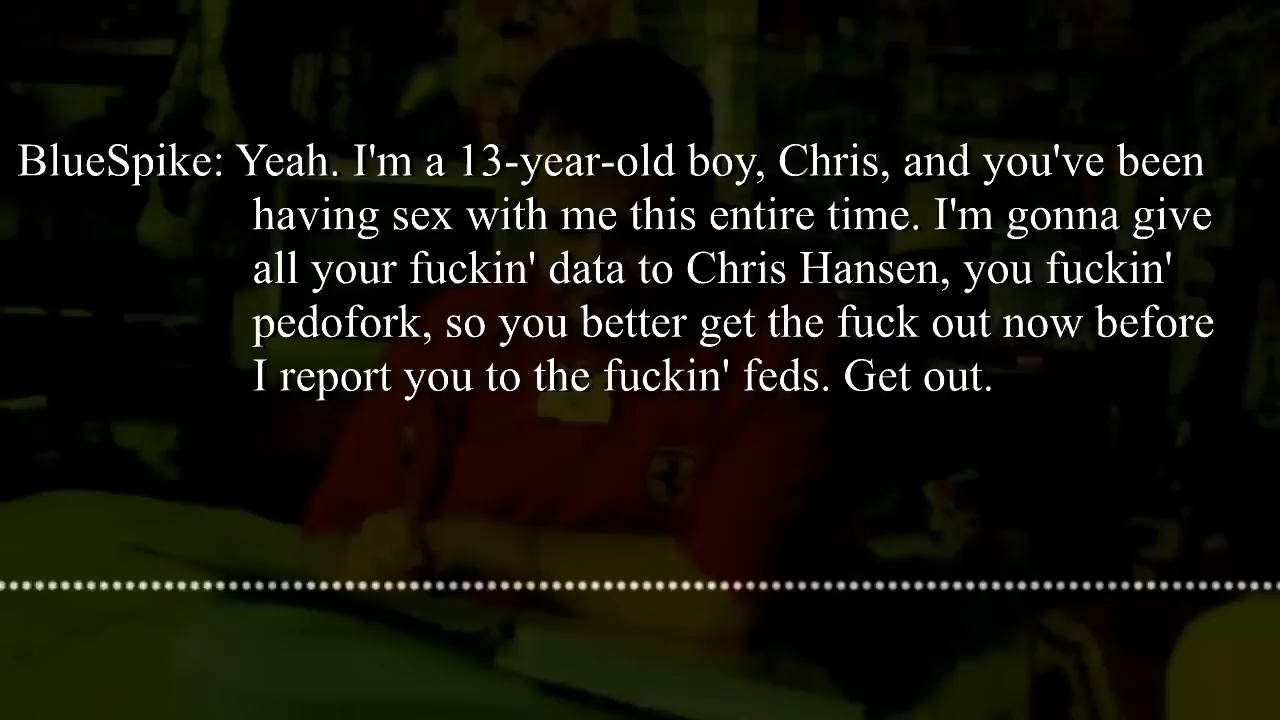 BlueSpike: Yeah. I'm a 13-year-old boy, Chris, and you've been
having sex with me this entire time. I'm gonna give
all your fuckin' data to Chris Hansen, you fuckin'
pedofork, so you better get the fuck out now before
I report you to the fuckin' feds. Get out.